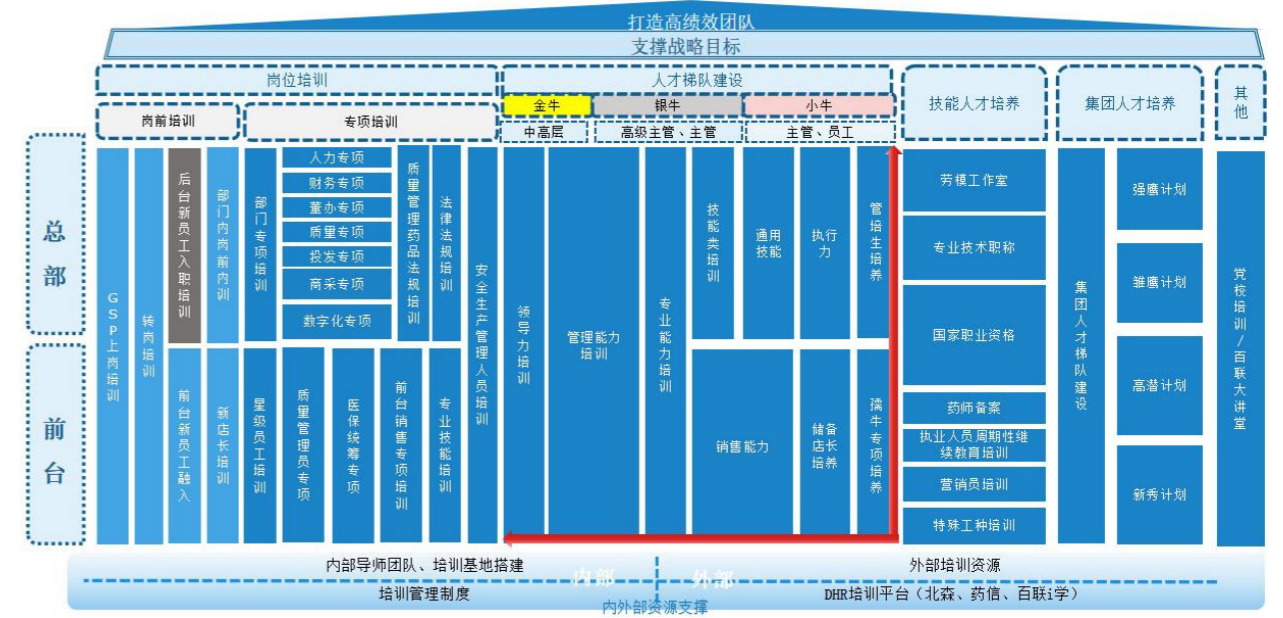 打造高绩效团队
支撑战略目标
岗位培训
人才梯队建设
技能人才培养
集团人才培养
其他
岗前培训
专项培训
金牛
银牛
小牛
中高层
高级主管、主管
主管、员工
总部
前台
GSP上岗培训
转岗培训
后台新员工入职培训
部门内岗前内训
前台新员工融入
新店长培训
部门专项培训
人力专项
财务专项
董办专项
质量专项
投发专项
商采专项
数字化专项
质量管理药品法规培训
法律法规培训
安全生产管理人员培训
星级员工培训
质量管理员专项
医保统筹专项
前台销售专项培训
专业技能培训
领导力培训
管理能力
培训
专业能力培训
技能类培训
通用
技能
执行
力
管培生培养
销售能力
储备
店长
培养
孺牛专项培养
劳模工作室
专业技术职称
国家职业资格
药师备案
执业人员周期性继
续教育培训
营销员培训
特殊工种培训
集团人才梯队建设
强鹰计划
雏鹰计划
高潜计划
新秀计划
党校培训/百联大讲堂
内部导师团队、培训基地搭建
外部培训资源
内部
外部
培训管理制度
DHR培训平台（北森、药信、百联i学）
内外部资源支撑